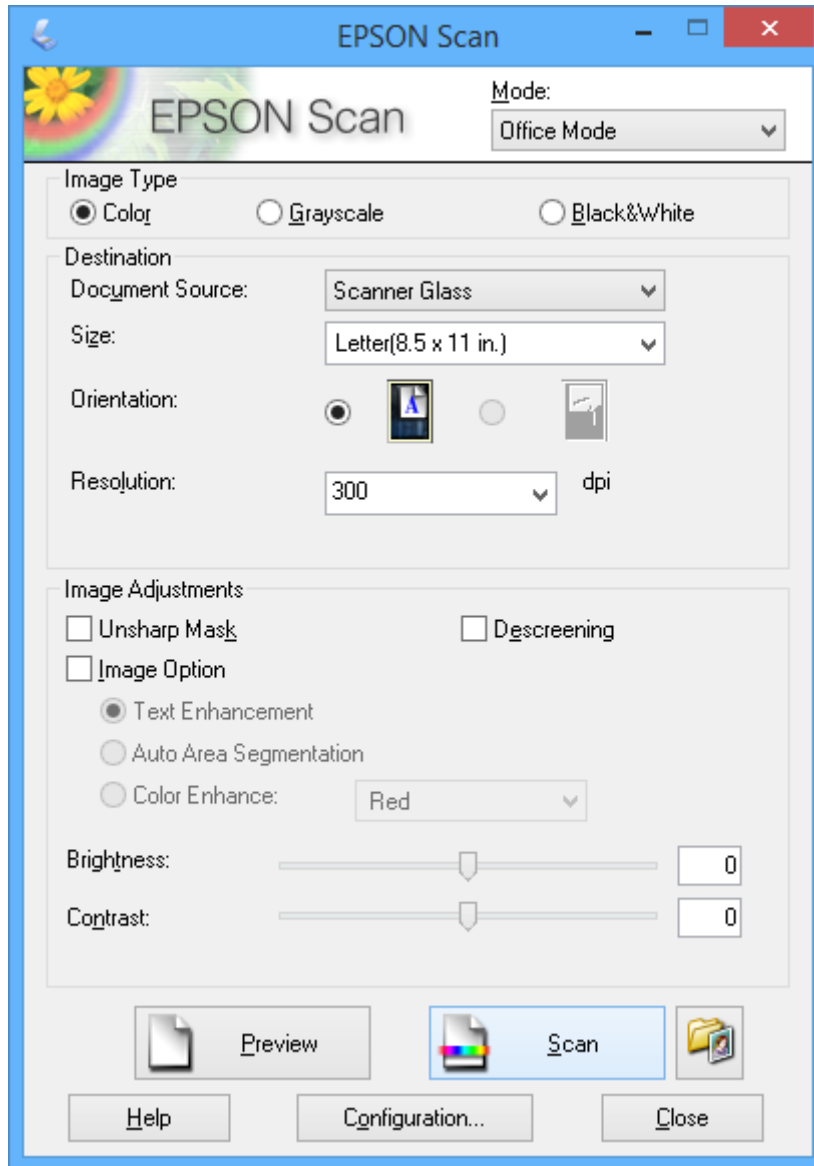 EPSON Scan
EPSON Scan
Mode:
Office Mode
Image Type
Color Grayscale Black&White
Destination
Document Source: Scanner Glass
Size: Letter(8.5 x 11 in.)
Orientation: A
Resolution: 300 dpi
Image Adjustments
Unsharp Mask Descreening
Image Option
Text Enhancement
Auto Area Segmentation
Color Enhance: Red
Brightness: 0
Contrast: 0
Preview Scan
Help Configuration... Close